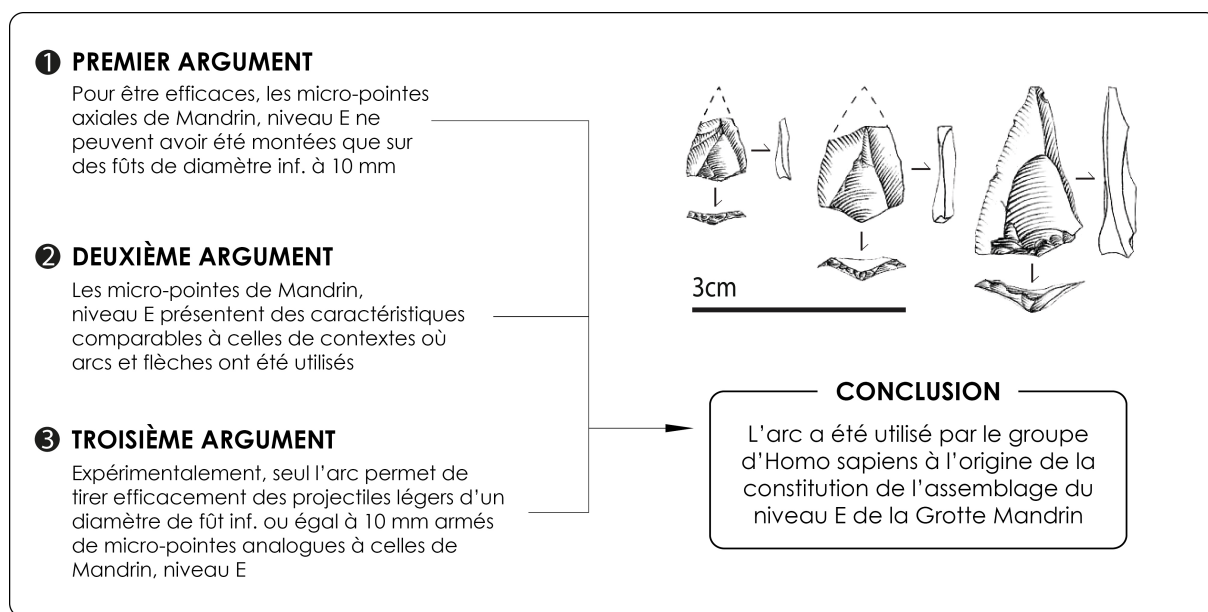 ❶ PREMIER ARGUMENT
Pour être efficaces, les micro-pointes
axiales de Mandrin, niveau E ne
peuvent avoir été montées que sur
des fûts de diamètre inf. à 10 mm
❷ DEUXIÈME ARGUMENT
Les micro-pointes de Mandrin,
niveau E présentent des caractéristiques
comparables à celles de contextes où
arcs et flèches ont été utilisés
❸ TROISIÈME ARGUMENT
Expérimentalement, seul l'arc permet de
tirer efficacement des projectiles légers d'un
diamètre de fût inf. ou égal à 10 mm armés
de micro-pointes analogues à celles de
Mandrin, niveau E
3cm
CONCLUSION
L'arc a été utilisé par le groupe
d'Homo sapiens à l'origine de la
constitution de l'assemblage du
niveau E de la Grotte Mandrin